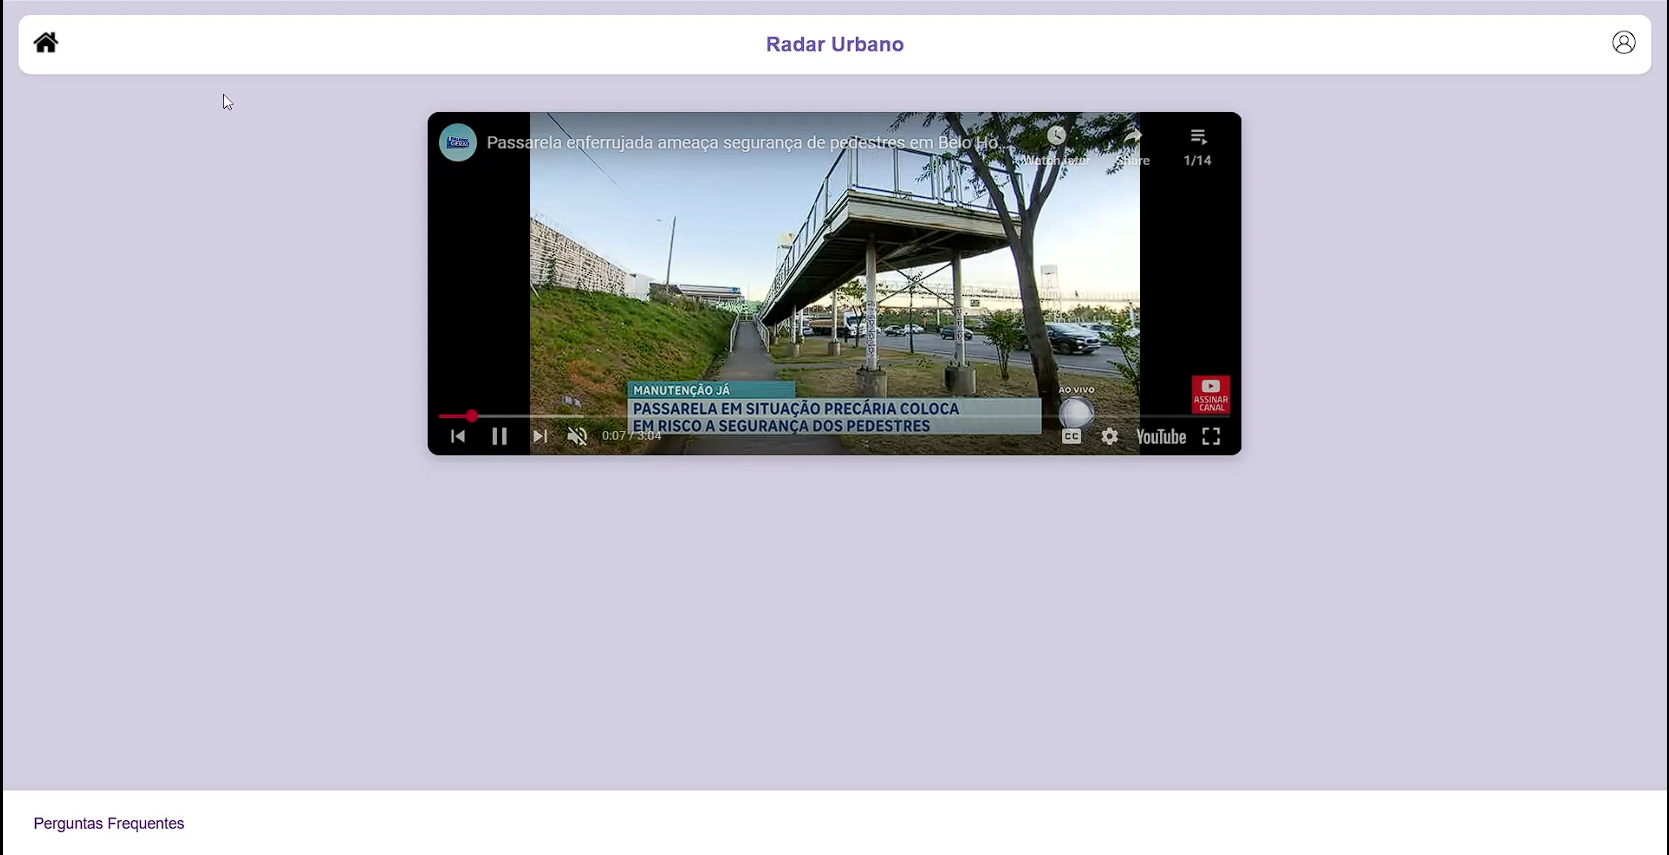 Radar Urbano
Passarela enferrujada ameaça segurança de pedestres em Belo Ho...
Watch later
Share
1/14
MANUTENÇÃO JÁ
PASSARELA EM SITUAÇÃO PRECÁRIA COLOCA
EM RISCO A SEGURANÇA DOS PEDESTRES
AO VIVO
ASSINAR
CANAL
0:07 / 3:04
CC
YouTube
Perguntas Frequentes